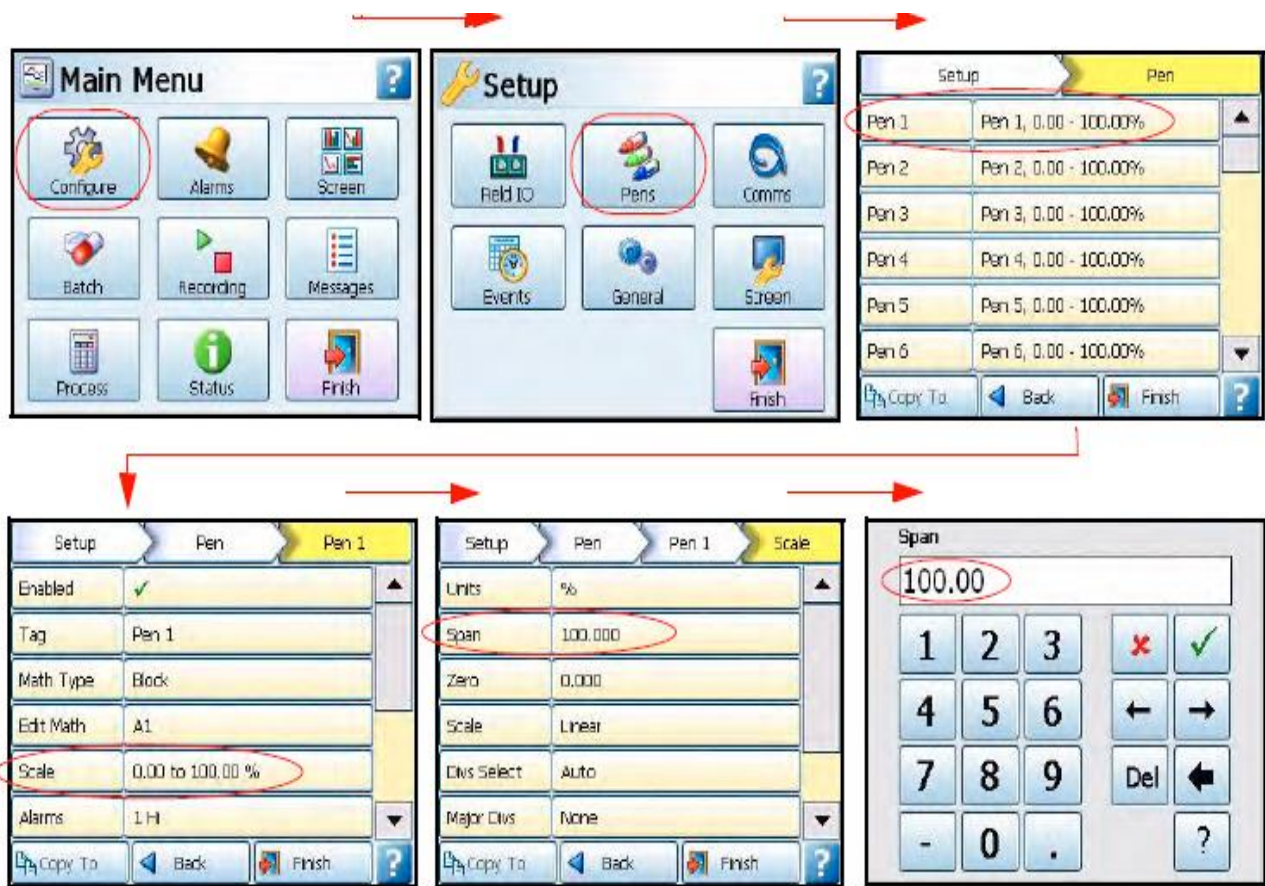 Main Menu ?
Configure Alarms Screen
Batch Recording Messages
Process Status Finish
Setup ?
Field IO Pens Comms
Events General Screen
Finish
Setup Pen
Pen 1 Pen 1, 0.00 - 100.00%
Pen 2 Pen 2, 0.00 - 100.00%
Pen 3 Pen 3, 0.00 - 100.00%
Pen 4 Pen 4, 0.00 - 100.00%
Pen 5 Pen 5, 0.00 - 100.00%
Pen 6 Pen 6, 0.00 - 100.00%
Copy To Back Finish ?
Setup Pen Pen 1
Enabled ✓
Tag Pen 1
Math Type Block
Edit Math A1
Scale 0.00 to 100.00 %
Alarms 1 Hi
Copy To Back Finish ?
Setup Pen Pen 1 Scale
Units %
Span 100.000
Zero 0.000
Scale Linear
Divs Select Auto
Major Divs None
Copy To Back Finish ?
Span
100.00
1 2 3
4 5 6 ← →
7 8 9 Del
- 0 . ?